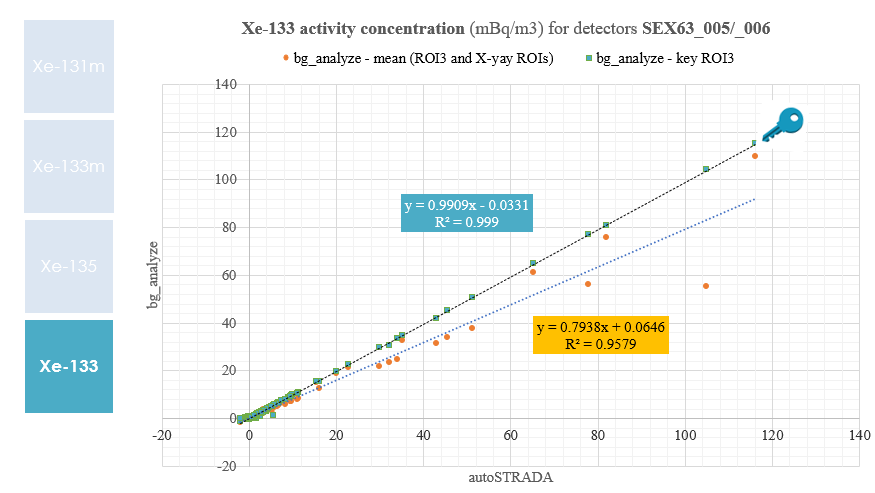 Xe-133 activity concentration (mBq/m3) for detectors SEX63_005/_006
bg_analyze - mean (ROI3 and X-yay ROIs)
bg_analyze - key ROI3
Xe-131m
Xe-133m
Xe-135
Xe-133
bg_analyze
140
120
100
80
60
40
20
0
-20
y = 0.9909x - 0.0331
R² = 0.999
y = 0.7938x + 0.0646
R² = 0.9579
-20 0 20 40 60 80 100 120 140
autoSTRADA